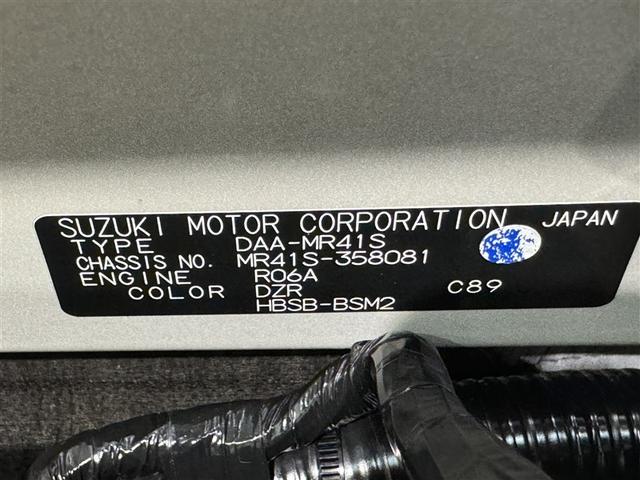 SUZUKI MOTOR CORPORATION JAPAN
TYPE DAA-MR41S
CHASSIS NO. MR41S-358081
ENGINE R06A
COLOR DZR C89
HBSB-BSM2